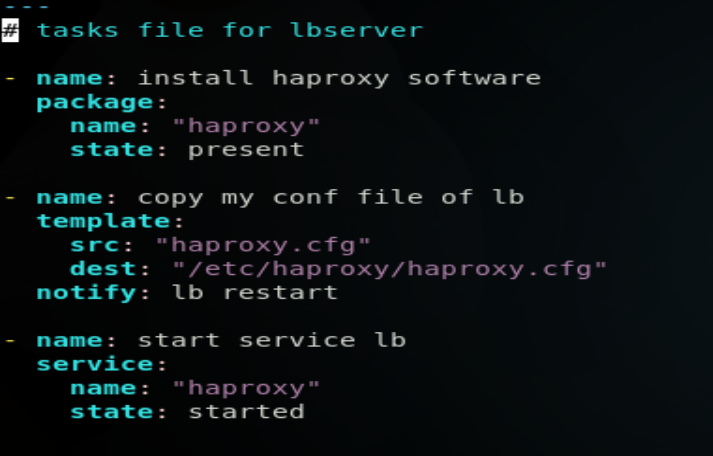 ---
# tasks file for lbserver
- name: install haproxy software
  package:
    name: "haproxy"
    state: present
- name: copy my conf file of lb
  template:
    src: "haproxy.cfg"
    dest: "/etc/haproxy/haproxy.cfg"
  notify: lb restart
- name: start service lb
  service:
    name: "haproxy"
    state: started